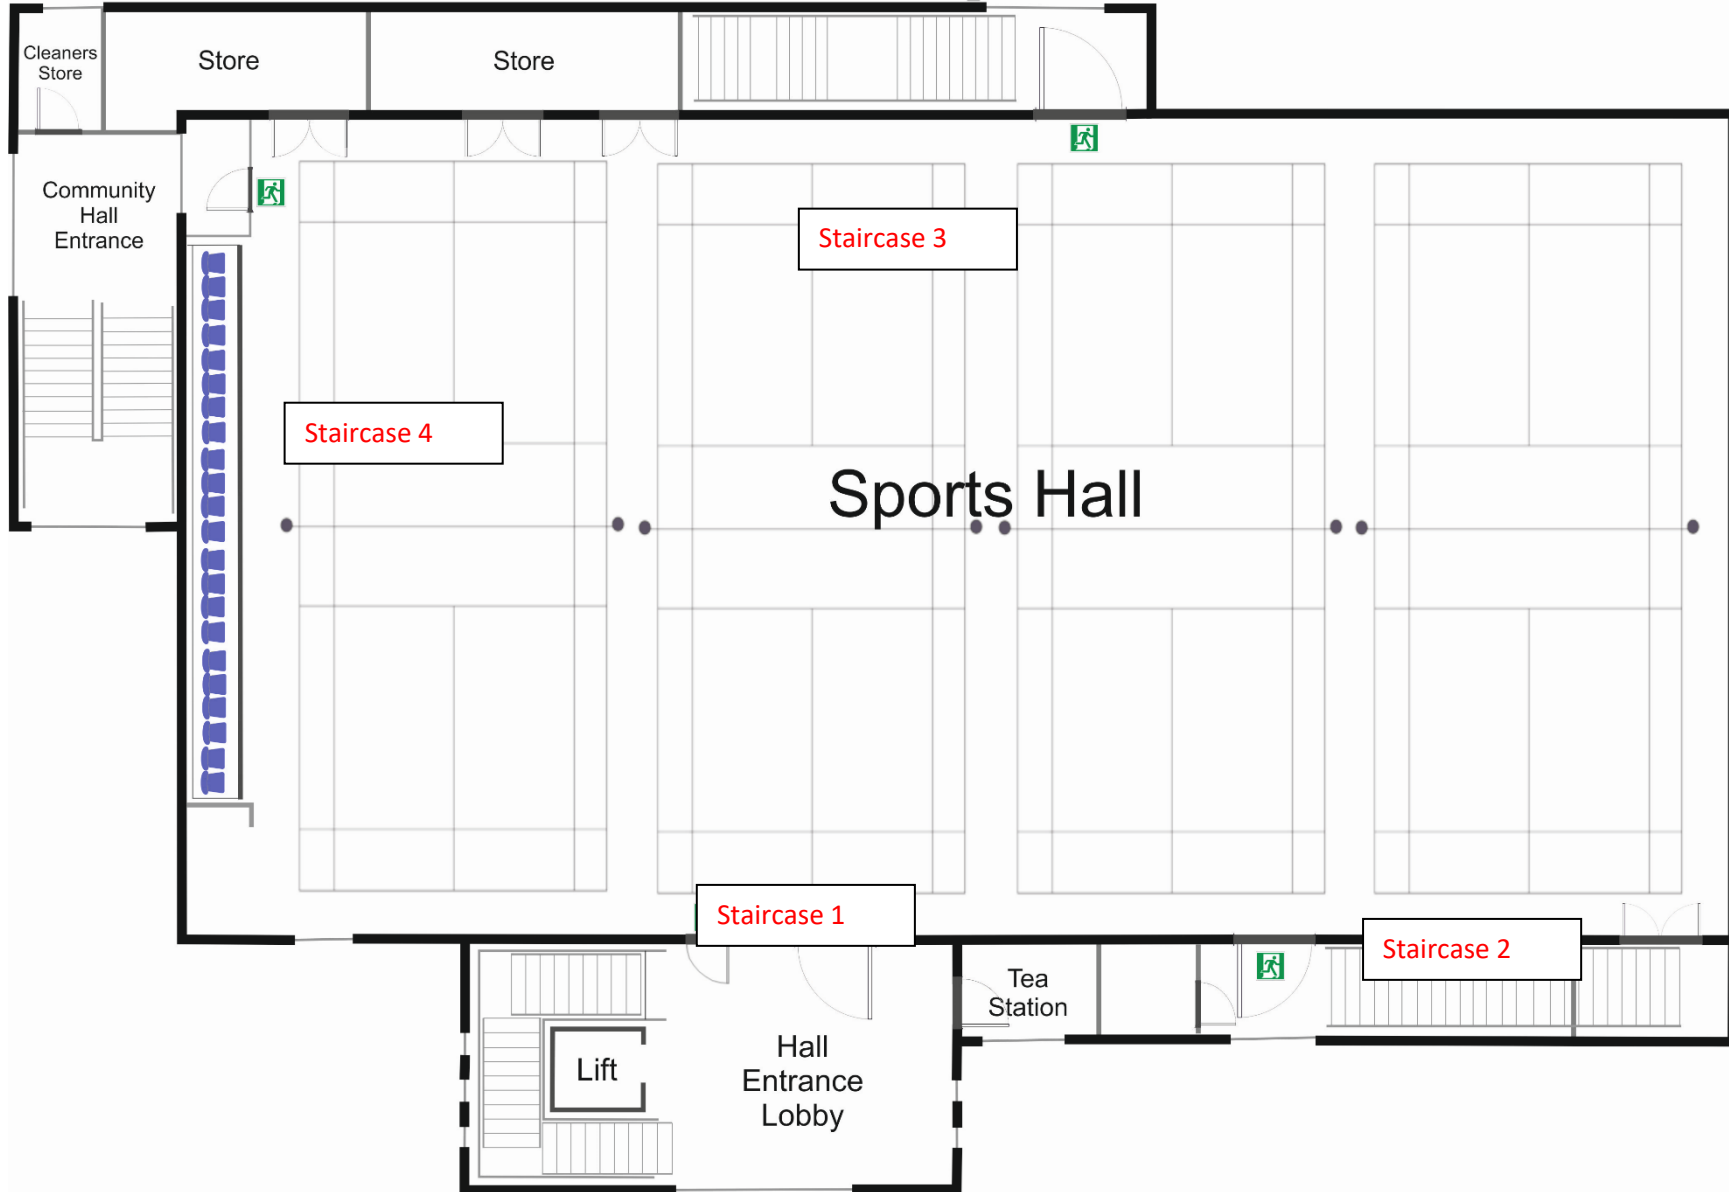 Cleaners
Store
Store
Store
Community
Hall
Entrance
Staircase 3
Staircase 4
Sports Hall
Staircase 1
Staircase 2
Tea
Station
Lift
Hall
Entrance
Lobby